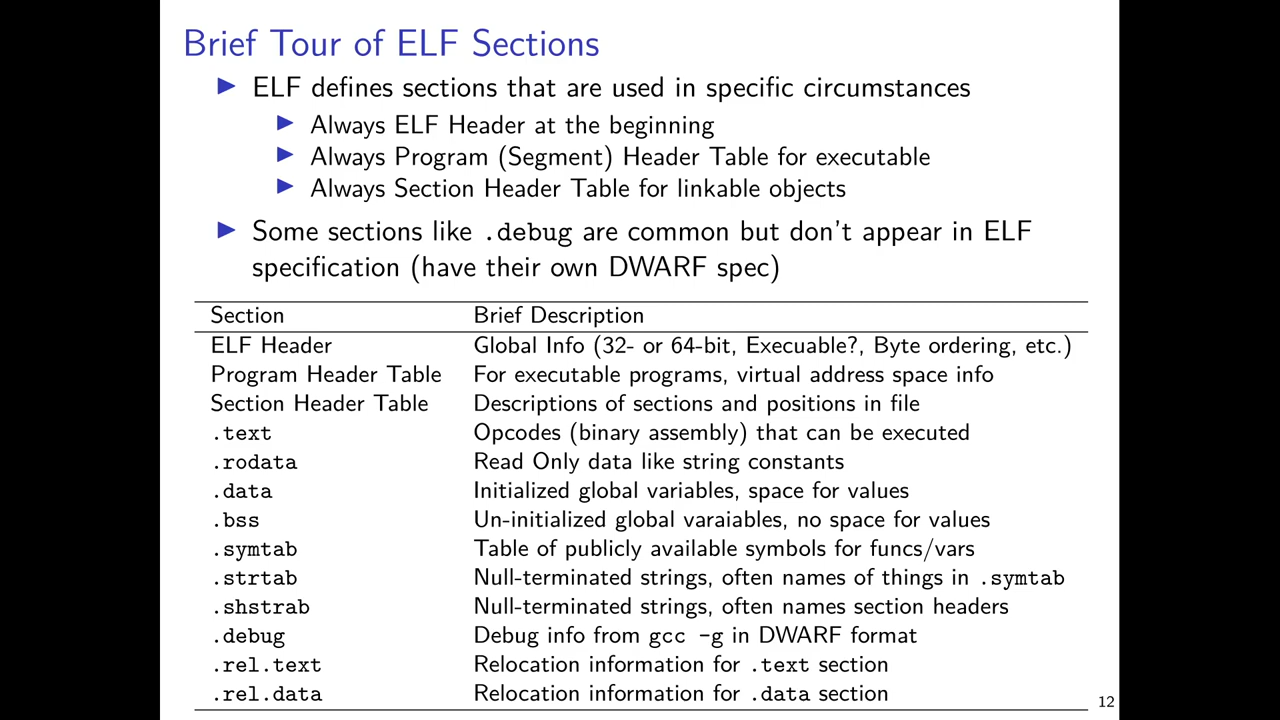 Brief Tour of ELF Sections
▶ ELF defines sections that are used in specific circumstances
▶ Always ELF Header at the beginning
▶ Always Program (Segment) Header Table for executable
▶ Always Section Header Table for linkable objects
▶ Some sections like .debug are common but don't appear in ELF
specification (have their own DWARF spec)
Section Brief Description
ELF Header Global Info (32- or 64-bit, Execuable?, Byte ordering, etc.)
Program Header Table For executable programs, virtual address space info
Section Header Table Descriptions of sections and positions in file
.text Opcodes (binary assembly) that can be executed
.rodata Read Only data like string constants
.data Initialized global variables, space for values
.bss Un-initialized global varaiables, no space for values
.symtab Table of publicly available symbols for funcs/vars
.strtab Null-terminated strings, often names of things in .symtab
.shstrab Null-terminated strings, often names section headers
.debug Debug info from gcc -g in DWARF format
.rel.text Relocation information for .text section
.rel.data Relocation information for .data section
12